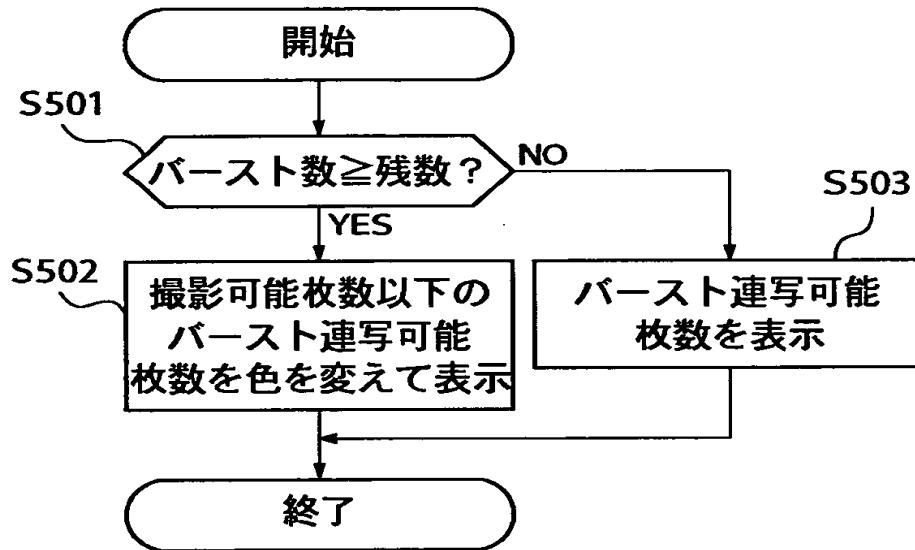 開始
S501
バースト数≧残数？
NO
YES
S503
S502
撮影可能枚数以下の
バースト連写可能
枚数を色を変えて表示
バースト連写可能
枚数を表示
終了